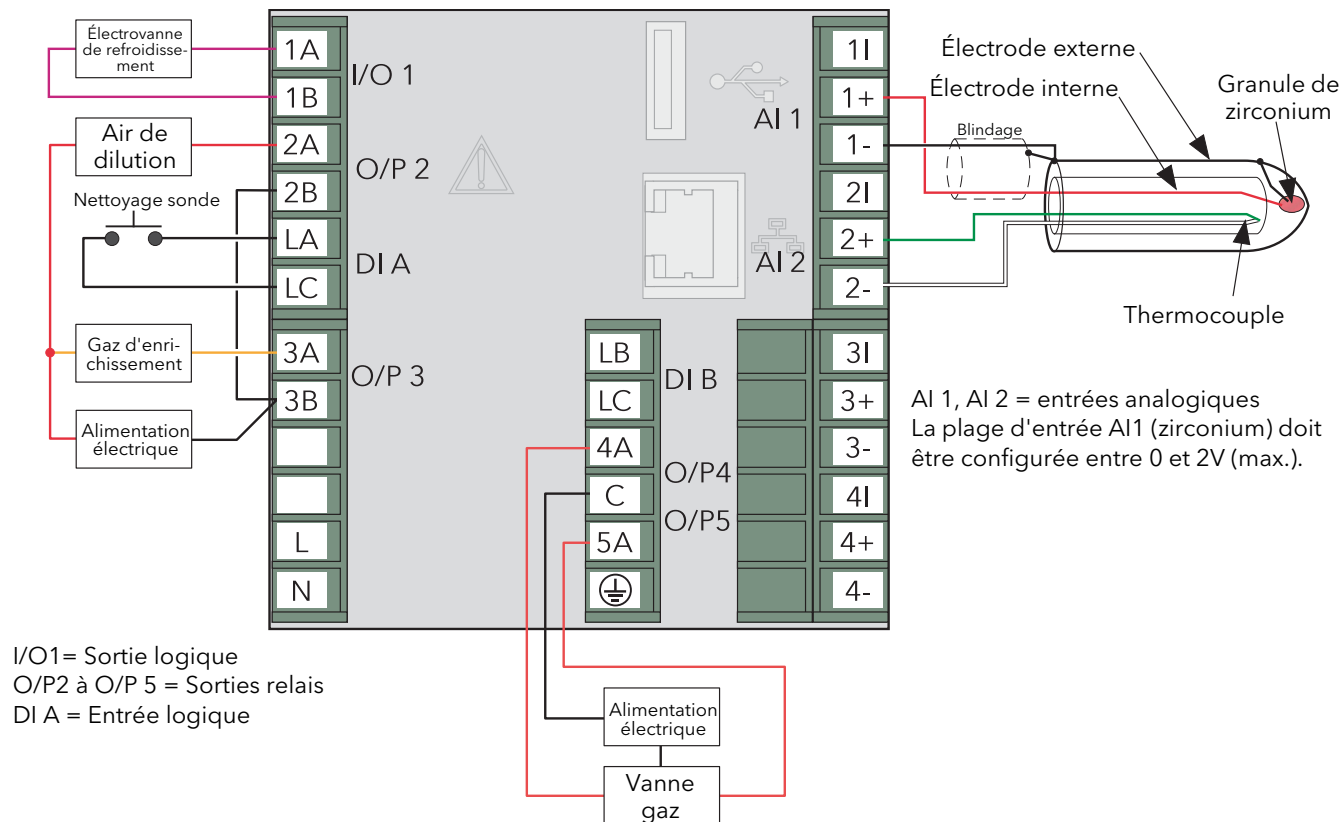 Électrovanne
de refroidisse-
ment
Air de
dilution
Nettoyage sonde
Gaz d'enri-
chissement
Alimentation
électrique
1A
1B
2A
2B
LA
LC
3A
3B
L
N
I/O 1
O/P 2
DI A
O/P 3
AI 1
AI 2
LB
LC
4A
C
5A
DI B
O/P4
O/P5
1I
1+
1-
2I
2+
2-
3I
3+
3-
4I
4+
4-
Électrode externe
Électrode interne
Granule de
zirconium
Blindage
Thermocouple
AI 1, AI 2 = entrées analogiques
La plage d'entrée AI1 (zirconium) doit
être configurée entre 0 et 2V (max.).
I/O1= Sortie logique
O/P2 à O/P 5 = Sorties relais
DI A = Entrée logique
Alimentation
électrique
Vanne
gaz